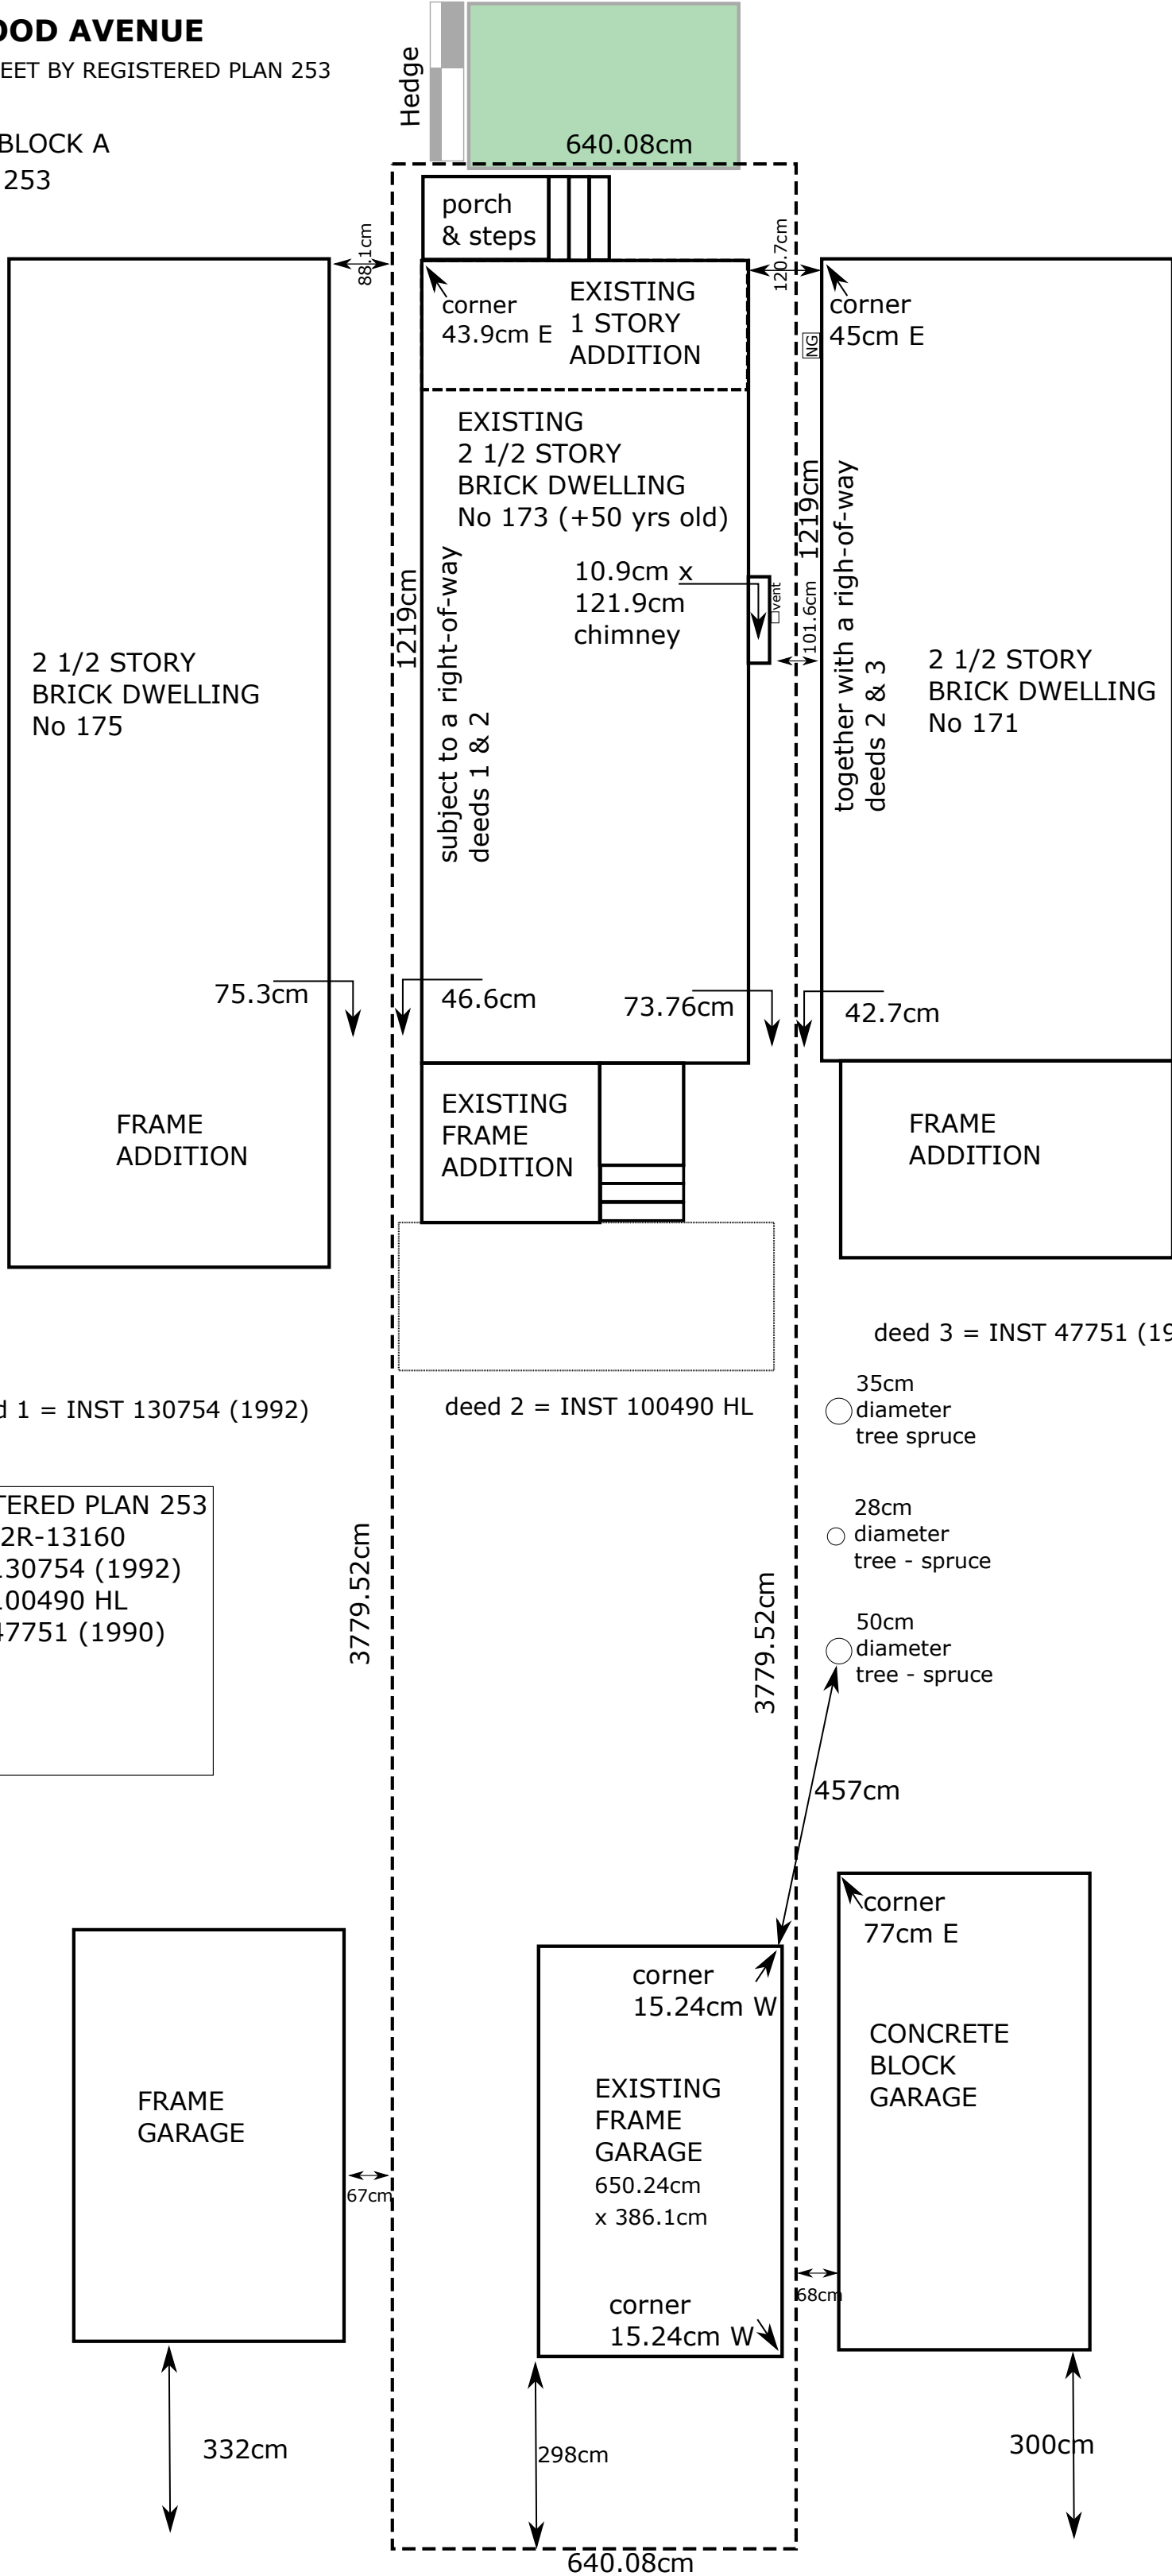 OOD AVENUE
EET BY REGISTERED PLAN 253
BLOCK A
253
Hedge
640.08cm
porch
& steps
88.1cm
120.7cm
corner
43.9cm E
EXISTING
1 STORY
ADDITION
corner
45cm E
NG
EXISTING
2 1/2 STORY
BRICK DWELLING
No 173 (+50 yrs old)
1219cm
1219cm
subject to a right-of-way
deeds 1 & 2
10.9cm x
121.9cm
chimney
vent
101.6cm
together with a righ-of-way
deeds 2 & 3
2 1/2 STORY
BRICK DWELLING
No 175
2 1/2 STORY
BRICK DWELLING
No 171
75.3cm
46.6cm
73.76cm
42.7cm
FRAME
ADDITION
EXISTING
FRAME
ADDITION
FRAME
ADDITION
deed 3 = INST 47751 (19
d 1 = INST 130754 (1992)
deed 2 = INST 100490 HL
35cm
diameter
tree spruce
TERED PLAN 253
2R-13160
130754 (1992)
100490 HL
47751 (1990)
28cm
diameter
tree - spruce
3779.52cm
3779.52cm
50cm
diameter
tree - spruce
457cm
corner
77cm E
corner
15.24cm W
CONCRETE
BLOCK
GARAGE
FRAME
GARAGE
EXISTING
FRAME
GARAGE
650.24cm
x 386.1cm
67cm
68cm
corner
15.24cm W
332cm
298cm
300cm
640.08cm